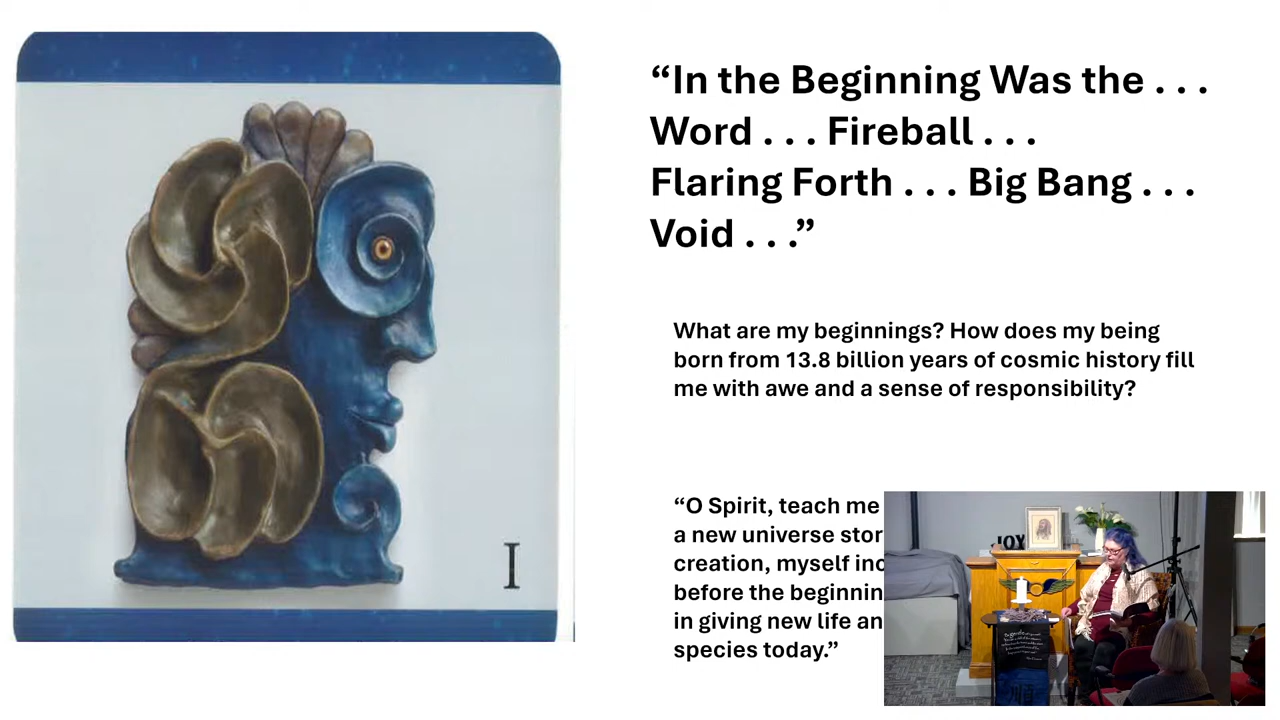 “In the Beginning Was the . . .
Word . . . Fireball . . .
Flaring Forth . . . Big Bang . . .
Void . . .”
What are my beginnings? How does my being
born from 13.8 billion years of cosmic history fill
me with awe and a sense of responsibility?
“O Spirit, teach me
a new universe
creation, myself
before the
in giving new life
species today.”
I
JOY